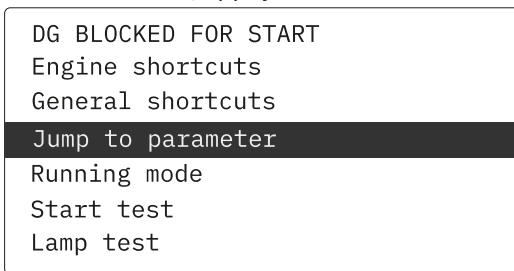 DG BLOCKED FOR START
Engine shortcuts
General shortcuts
Jump to parameter
Running mode
Start test
Lamp test